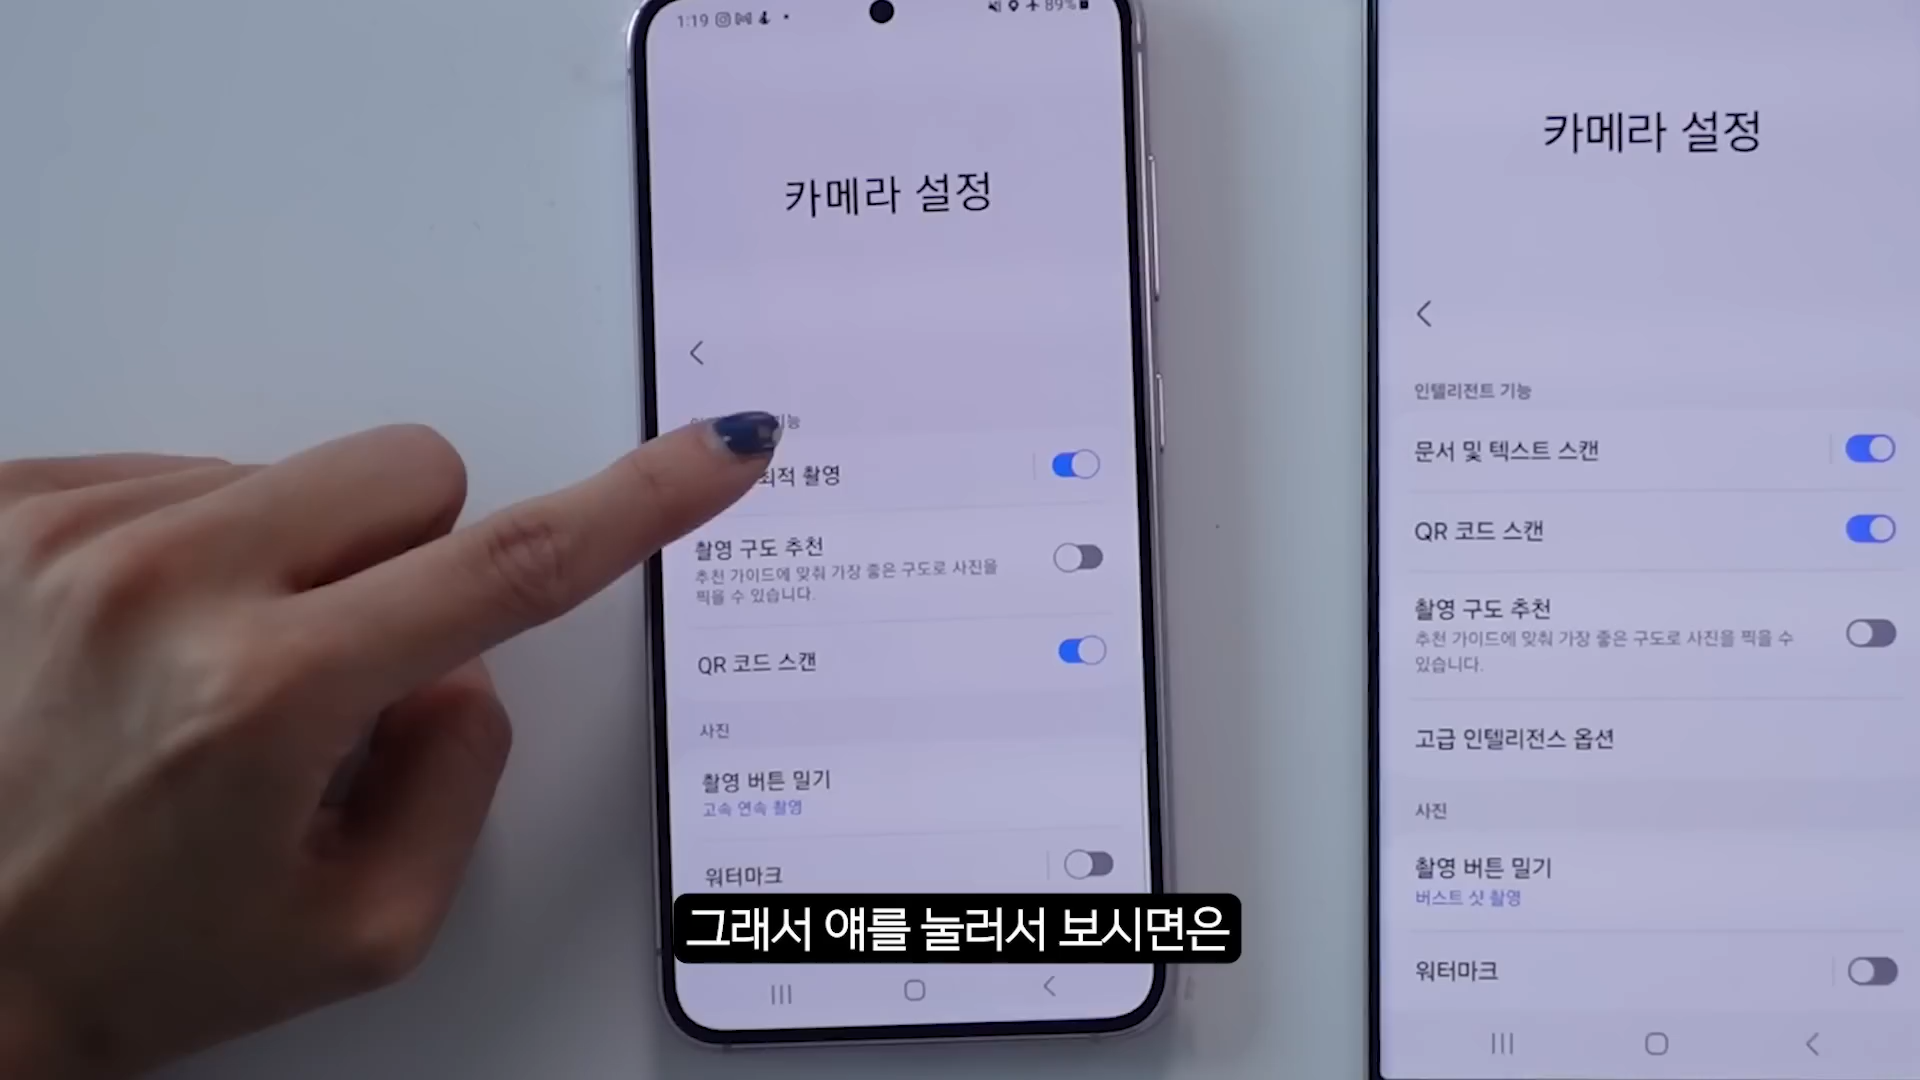 1:19
89%
카메라 설정
기능
최적 촬영
촬영 구도 추천
추천 가이드에 맞춰 가장 좋은 구도로 사진을
찍을 수 있습니다.
QR 코드 스캔
사진
촬영 버튼 밀기
고속 연속 촬영
워터마크
그래서 얘를 눌러서 보시면은
카메라 설정
인텔리전트 기능
문서 및 텍스트 스캔
QR 코드 스캔
촬영 구도 추천
추천 가이드에 맞춰 가장 좋은 구도로 사진을 찍을 수
있습니다.
고급 인텔리전스 옵션
사진
촬영 버튼 밀기
버스트 샷 촬영
워터마크